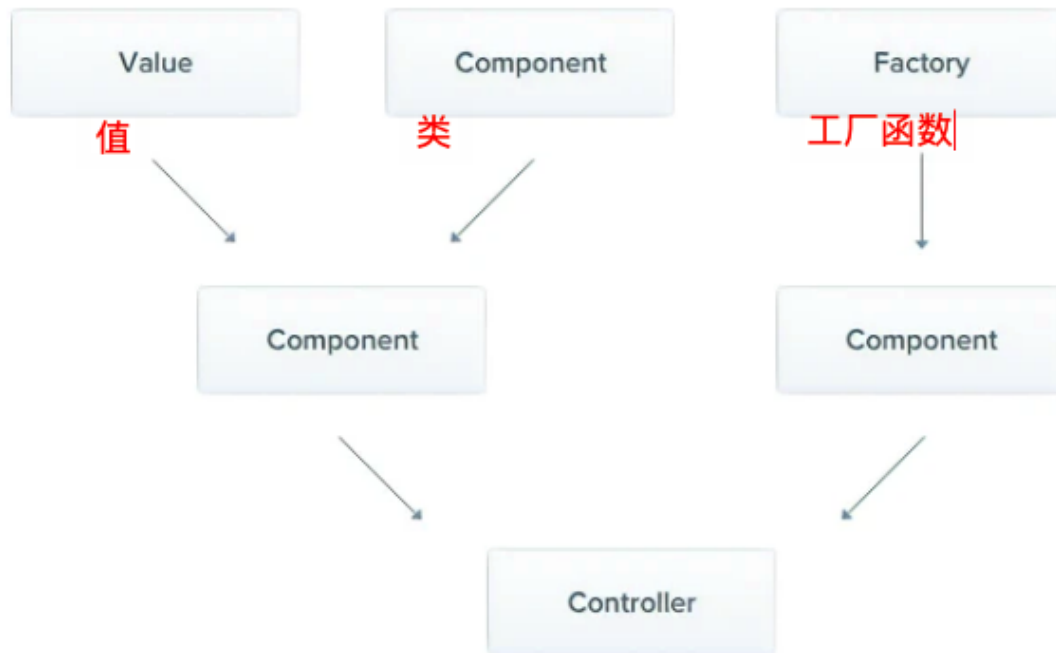 Value
Component
Factory
值
类
工厂函数
Component
Component
Controller